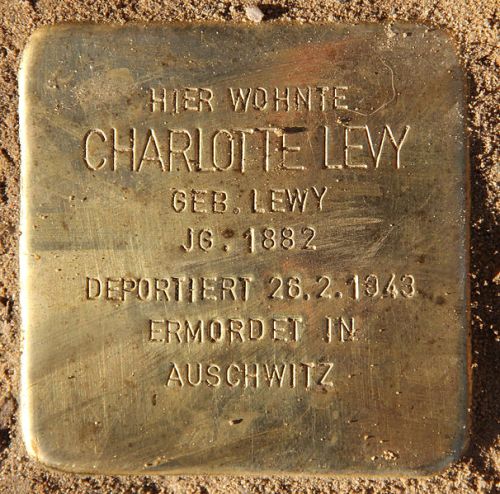 HIER WOHNTE
CHARLOTTE LEVY
GEB. LEWY
JG. 1882
DEPORTIERT 26.2.1943
ERMORDET IN
AUSCHWITZ